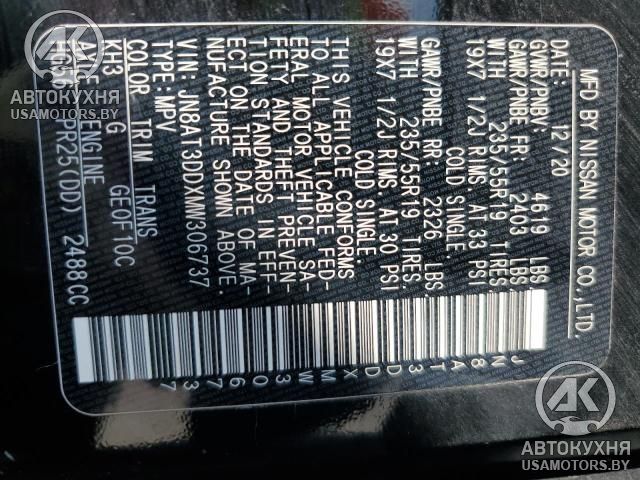 MFD BY NISSAN MOTOR CO.,LTD.
DATE: 12/20
GVWR/PNBV: 4619 LBS
GAWR/PNBE FR: 2403 LBS
WITH 235/55R19 TIRES
19X7 1/2J RIMS, AT 33 PSI
COLD SINGLE.
GAWR/PNBE RR: 2326 LBS.
WITH 235/55R19 TIRES
19X7 1/2J RIMS, AT 30 PSI
COLD SINGLE.
THIS VEHICLE CONFORMS
TO ALL APPLICABLE FED-
ERAL MOTOR VEHICLE SA-
FETY AND THEFT PREVEN-
TION STANDARDS IN EFF-
ECT ON THE DATE OF MA-
NUFACTURE SHOWN ABOVE.
VIN: JN8AT3DDXMW306737
TYPE: MPV
COLOR TRIM TRANS
KH3 G GE0F10C
ENGINE
PR25(DD) 2488CC
JN8AT3DDXMW306737
АВТОКУХНЯ
USAMOTORS.BY
АВТОКУХНЯ
USAMOTORS.BY